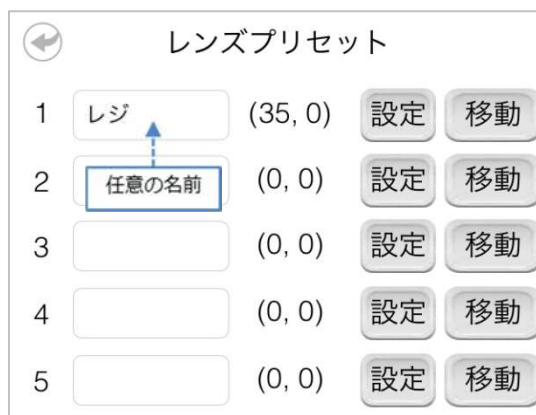 レンズプリセット
1 レジ (35, 0) 設定 移動
任意の名前
2 (0, 0) 設定 移動
3 (0, 0) 設定 移動
4 (0, 0) 設定 移動
5 (0, 0) 設定 移動